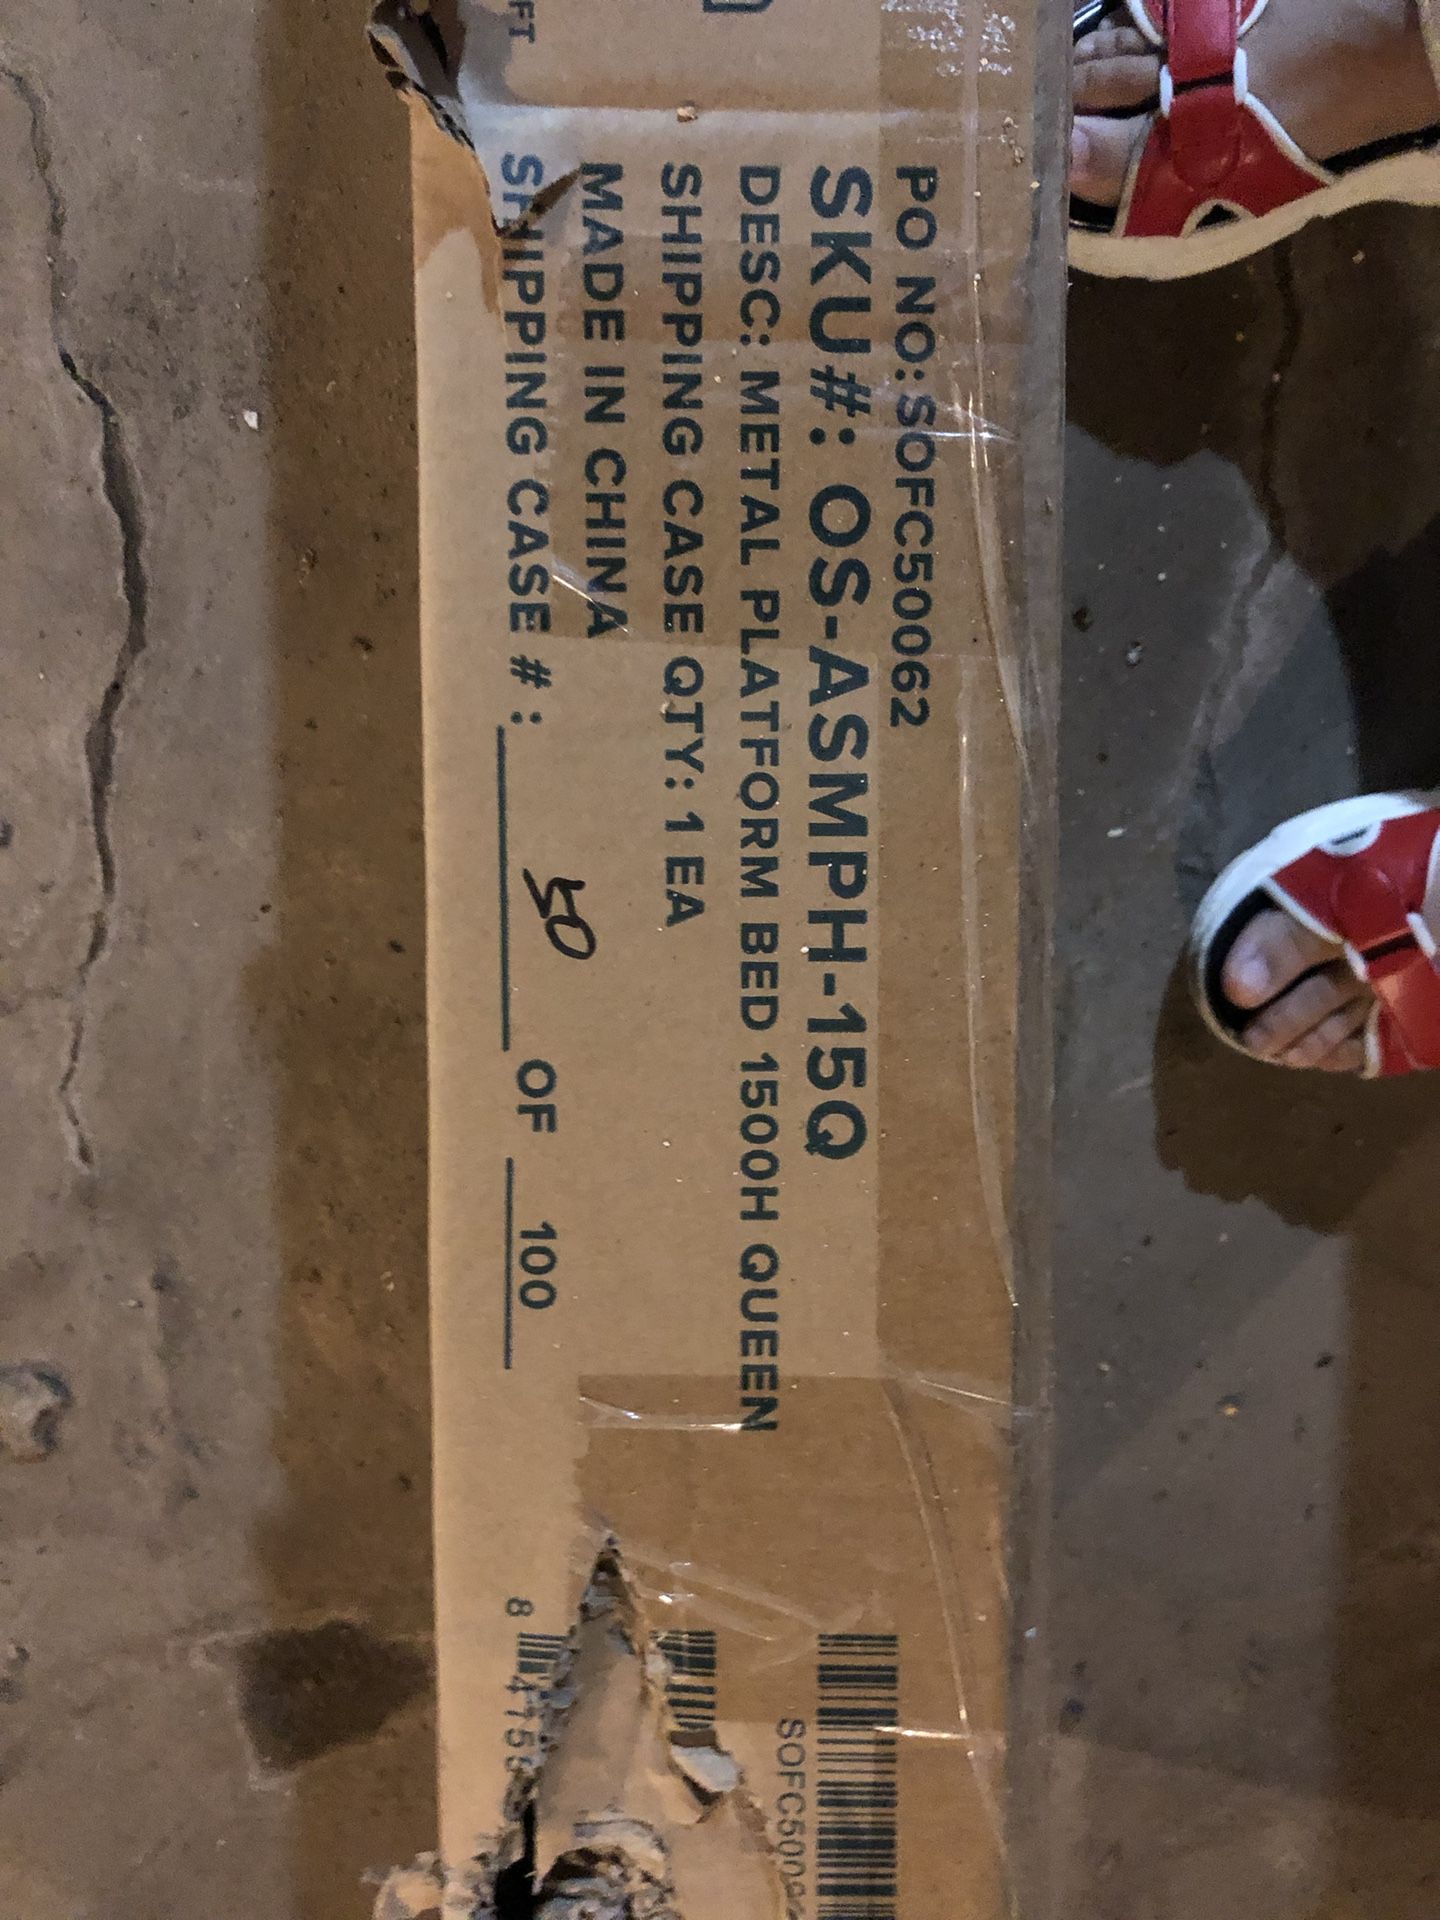 FT
PO NO: SOFC50062
SKU#: OS-ASMPH-15Q
DESC: METAL PLATFORM BED 1500H QUEEN
SHIPPING CASE QTY: 1 EA
MADE IN CHINA
SHIPPING CASE #: 50 OF 100